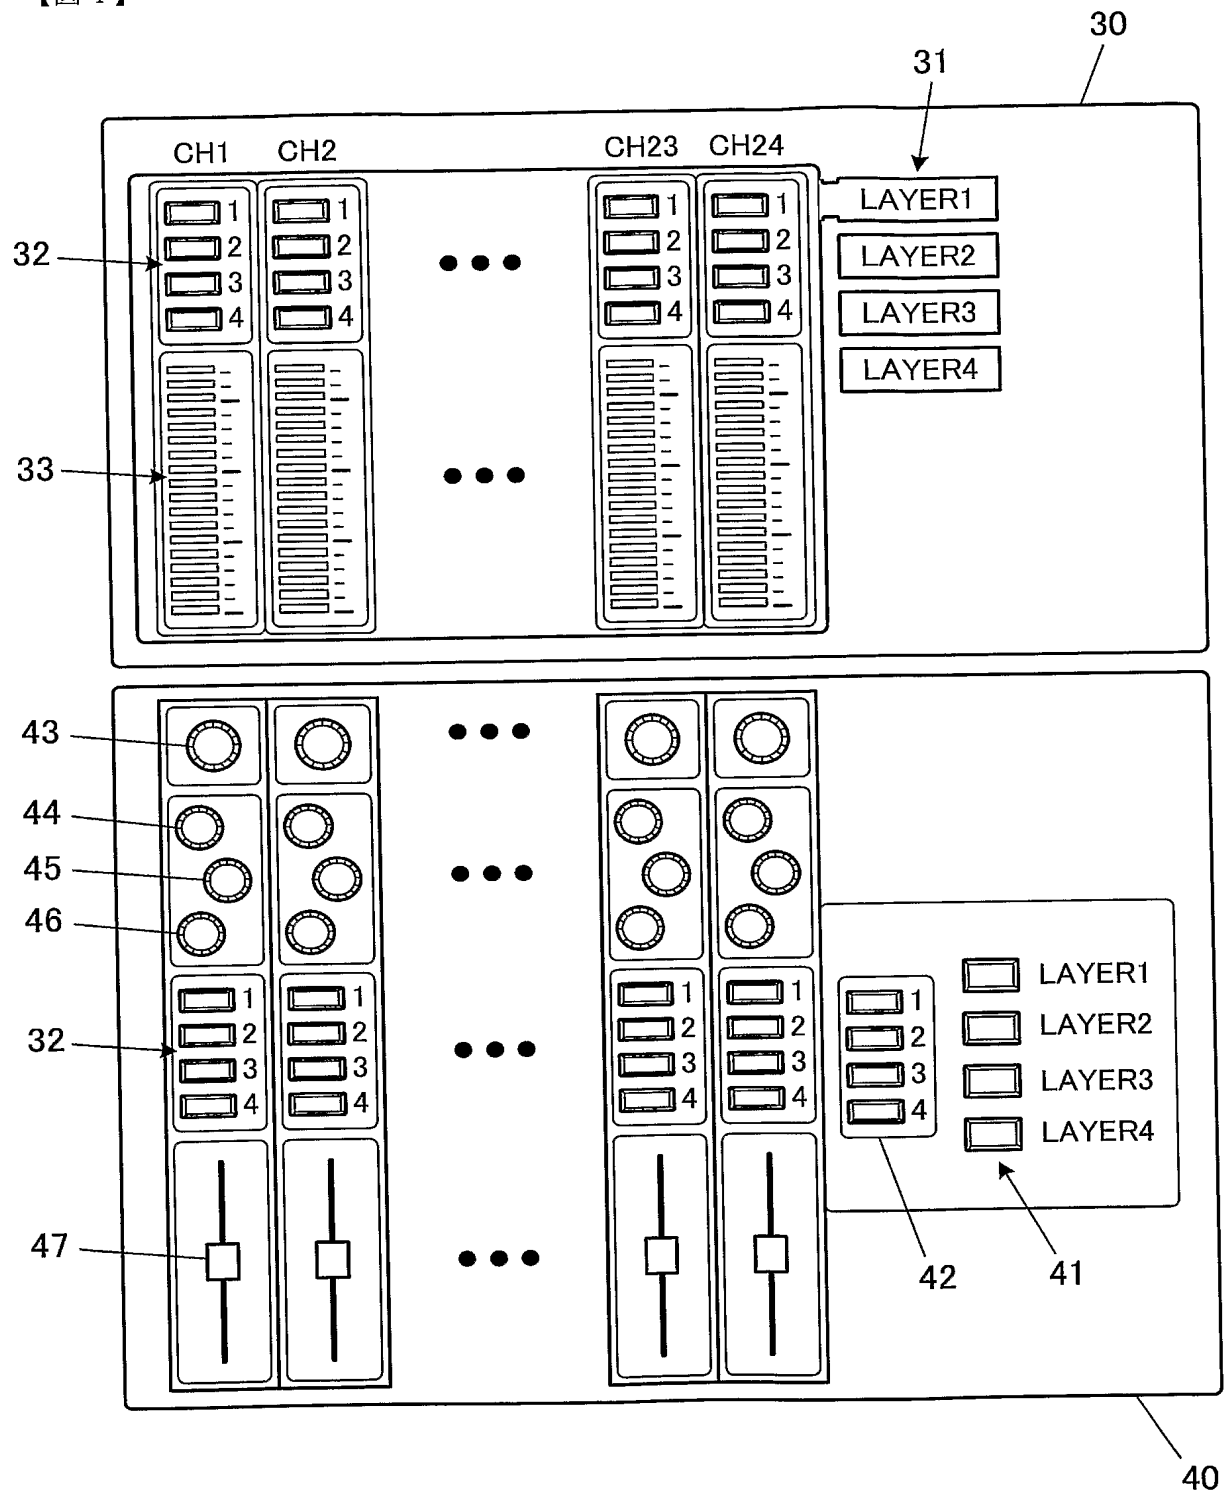 30
31
CH1 CH2 CH23 CH24
1 1 1 1 LAYER1
2 2 2 2 LAYER2
32
3 3 3 3 LAYER3
4 4 4 4 LAYER4
33
43
44
45
46
1 1 1 1 1 LAYER1
2 2 2 2 2 LAYER2
32
3 3 3 3 3 LAYER3
4 4 4 4 4 LAYER4
47
42 41
40